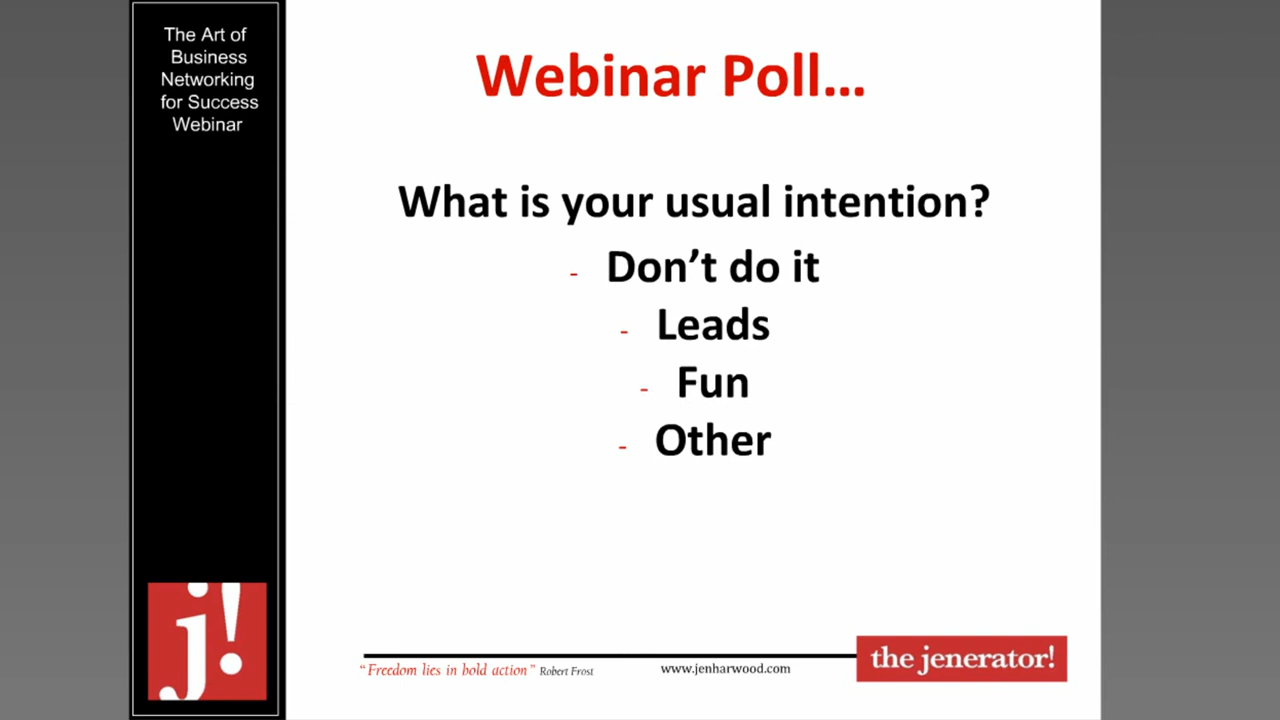 The Art of
Business
Networking
for Success
Webinar
Webinar Poll...
What is your usual intention?
- Don't do it
- Leads
- Fun
- Other
j!
"Freedom lies in bold action" Robert Frost
www.jenharwood.com
the jenerator!